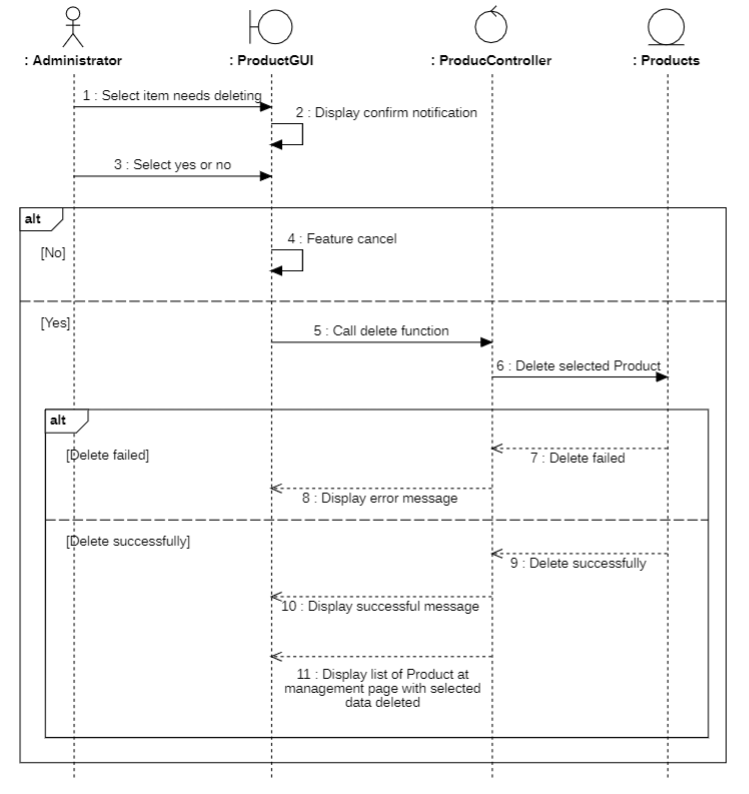 : Administrator
: ProductGUI
: ProducController
: Products
1 : Select item needs deleting
2 : Display confirm notification
3 : Select yes or no
alt
[No]
4 : Feature cancel
[Yes]
5 : Call delete function
6 : Delete selected Product
alt
[Delete failed]
7 : Delete failed
8 : Display error message
[Delete successfully]
9 : Delete successfully
10 : Display successful message
11 : Display list of Product at
management page with selected
data deleted